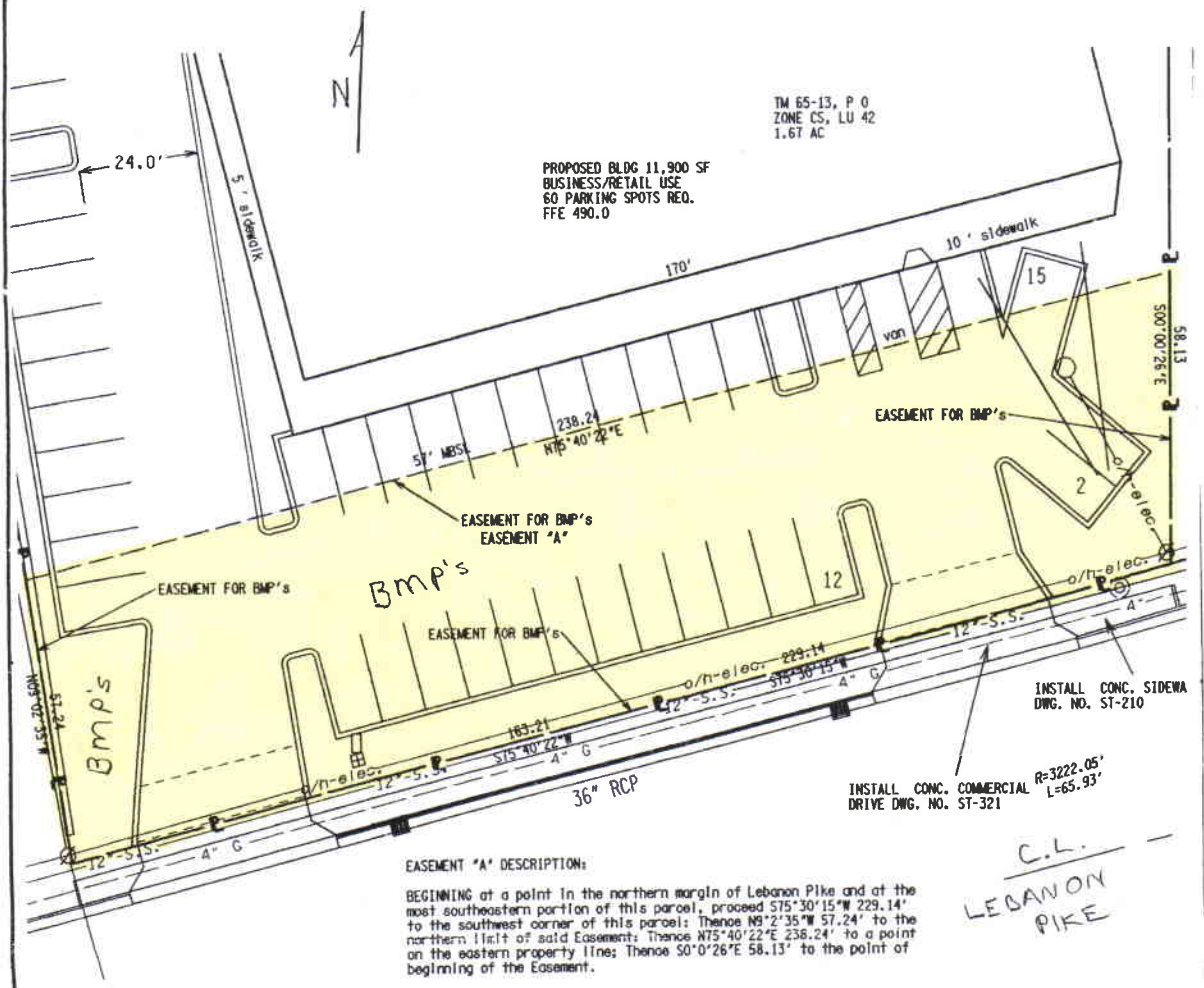 N
TM 65-13, P 0
ZONE CS, LU 42
1.67 AC
PROPOSED BLDG 11,900 SF
BUSINESS/RETAIL USE
60 PARKING SPOTS REQ.
FFE 490.0
24.0'
5 ' sidewalk
170'
10 ' sidewalk
15
van
58.13
S00°00'26"E
238.24
N75°40'22"E
57' MBSL
EASEMENT FOR BMP's
EASEMENT FOR BMP's
EASEMENT "A"
2
o/h-elec.
12
BMP's
EASEMENT FOR BMP's
EASEMENT FOR BMP's
o/h-elec.
57.24
N09°02'35"W
BMP's
229.14
S75°30'15"W
o/h-elec.
12"-S.S.
4" G
12"-S.S.
4" G
163.21
S75°40'22"W
o/h-elec.
12"-S.S.
4" G
12"-S.S.
4" G
36" RCP
INSTALL CONC. SIDEWA
DWG. NO. ST-210
INSTALL CONC. COMMERCIAL
DRIVE DWG. NO. ST-321
R=3222.05'
L=65.93'
C.L.
LEBANON
PIKE
EASEMENT "A" DESCRIPTION:
BEGINNING at a point in the northern margin of Lebanon Pike and at the
most southeastern portion of this parcel, proceed S75°30'15"W 229.14'
to the southwest corner of this parcel; Thence N9°2'35"W 57.24' to the
northern limit of said Easement; Thence N75°40'22"E 238.24' to a point
on the eastern property line; Thence S0°0'26"E 58.13' to the point of
beginning of the Easement.